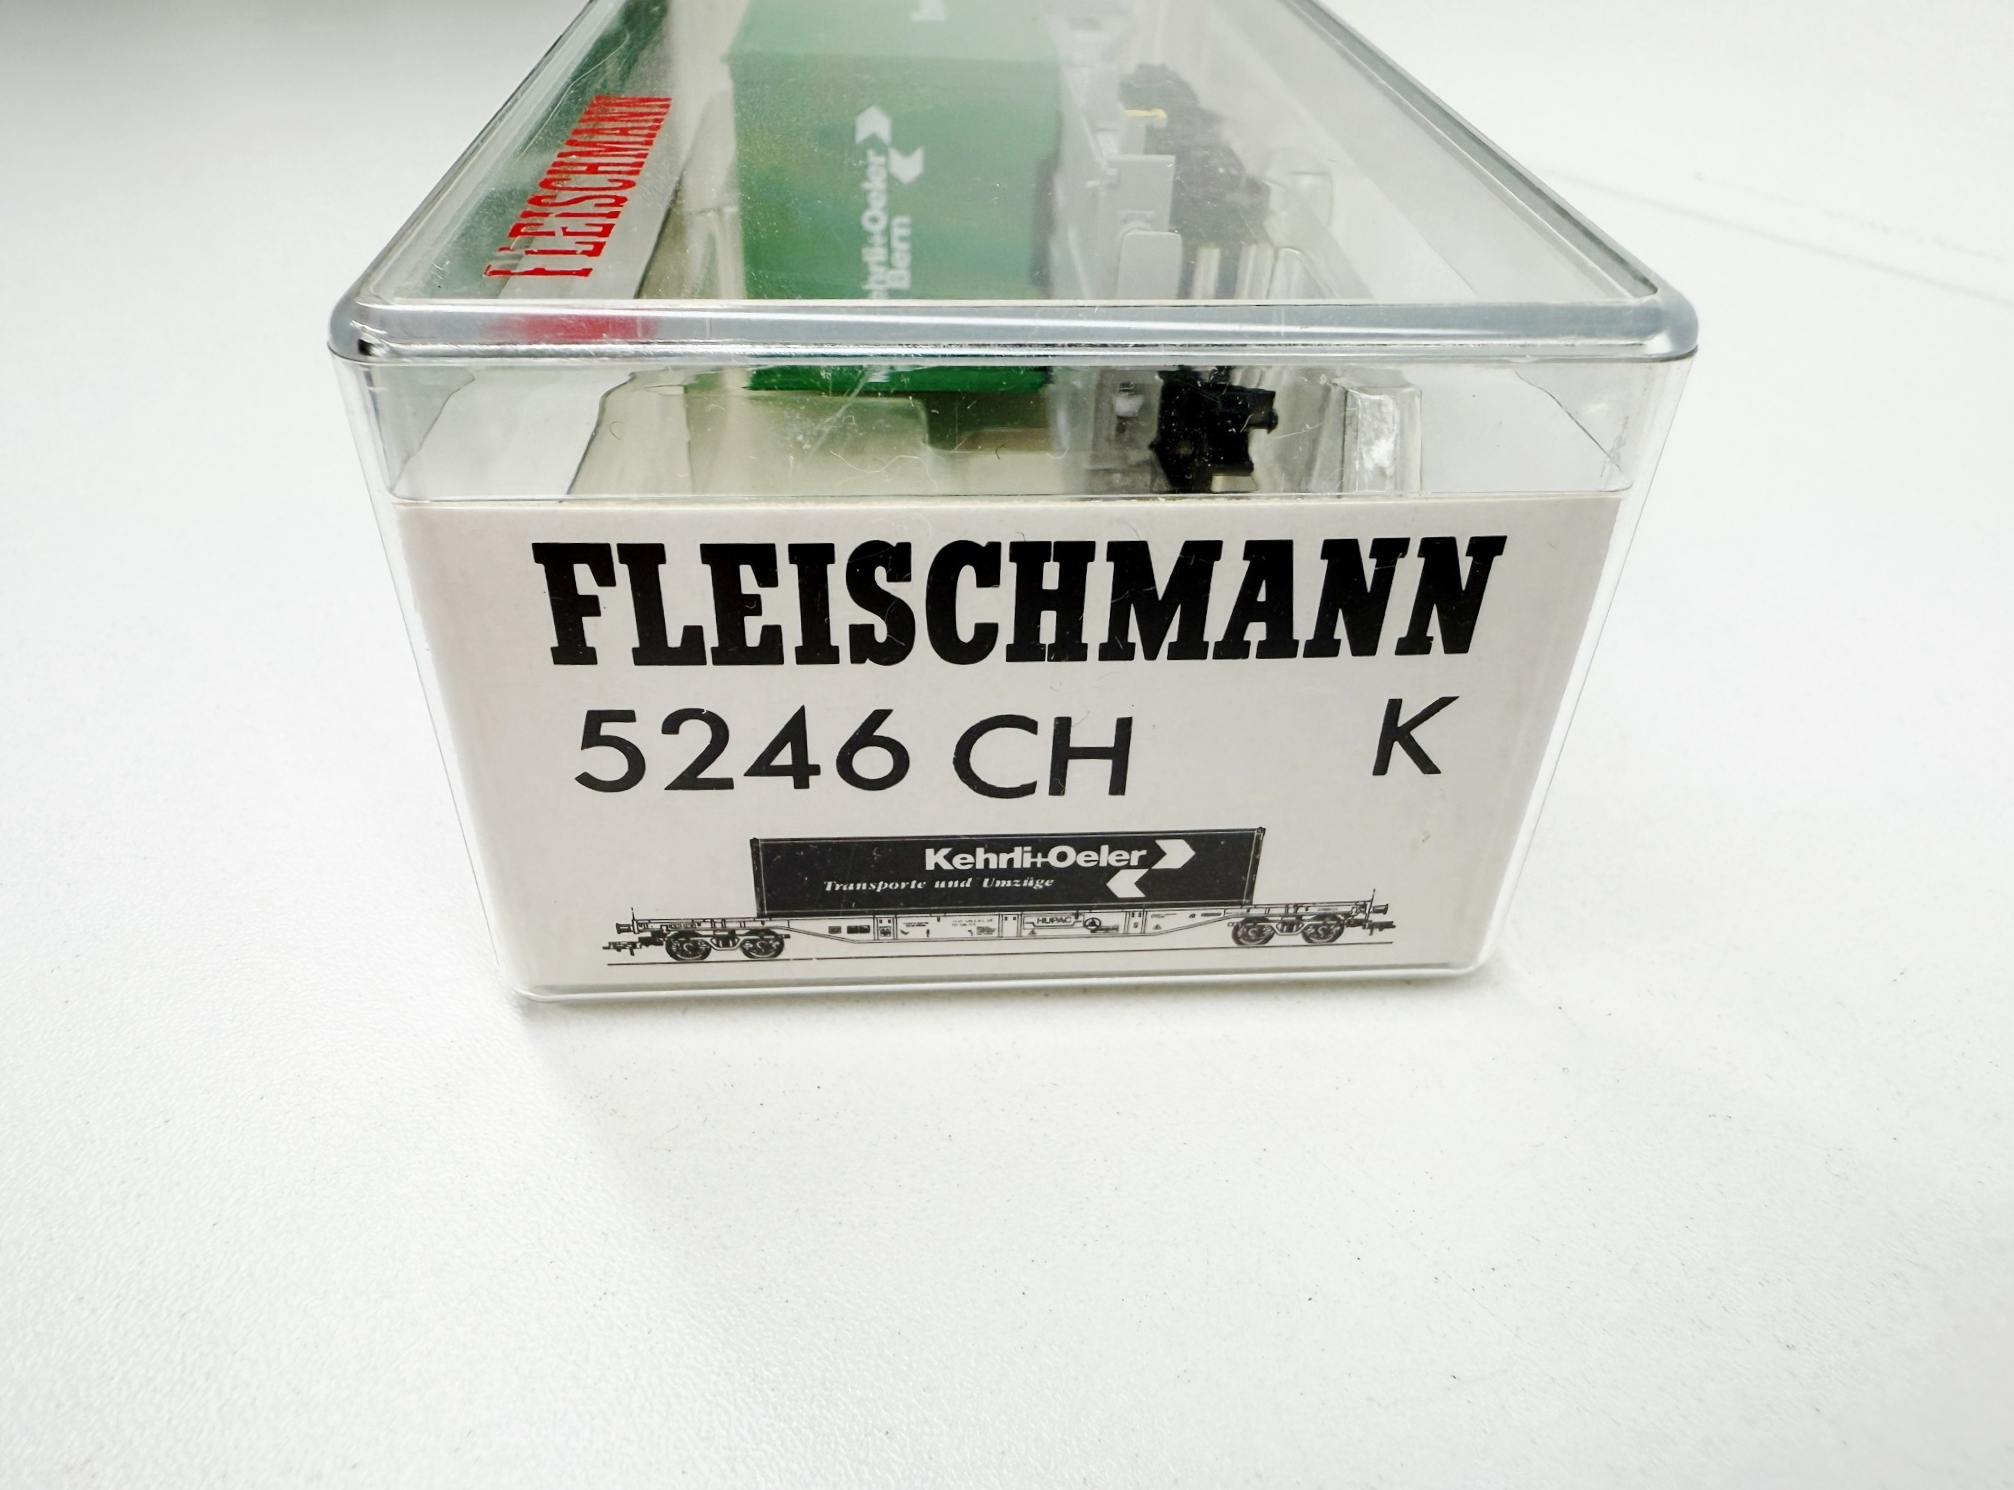 FLEISCHMANN
Kehrli+Oeler
Bern
FLEISCHMANN
5246 CH K
Kehrli+Oeler
Transporte und Umzüge
HUPAC